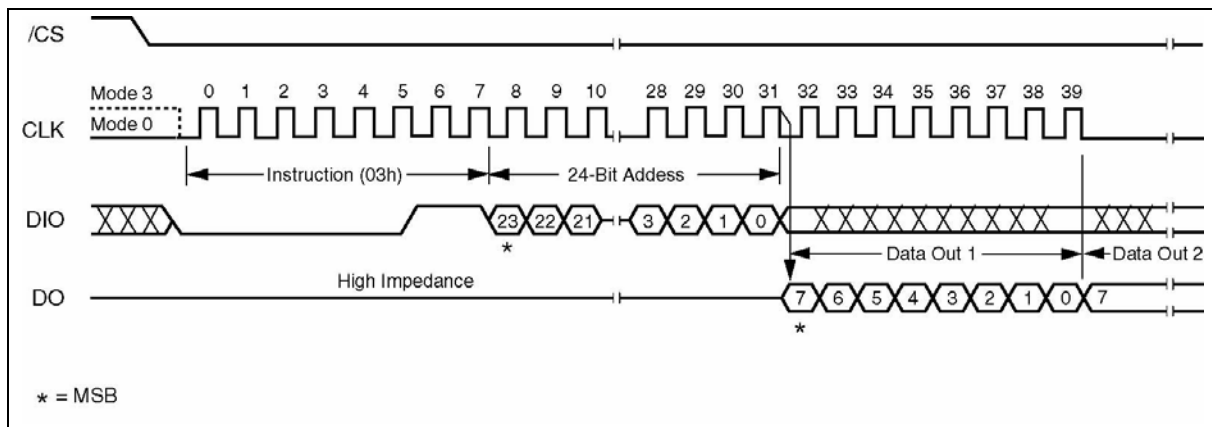 /CS
Mode 3
0 1 2 3 4 5 6 7 8 9 10 28 29 30 31 32 33 34 35 36 37 38 39
CLK
Mode 0
Instruction (03h) 24-Bit Addess
DIO
23 22 21 3 2 1 0
*
Data Out 1 Data Out 2
High Impedance
DO
7 6 5 4 3 2 1 0 7
*
* = MSB